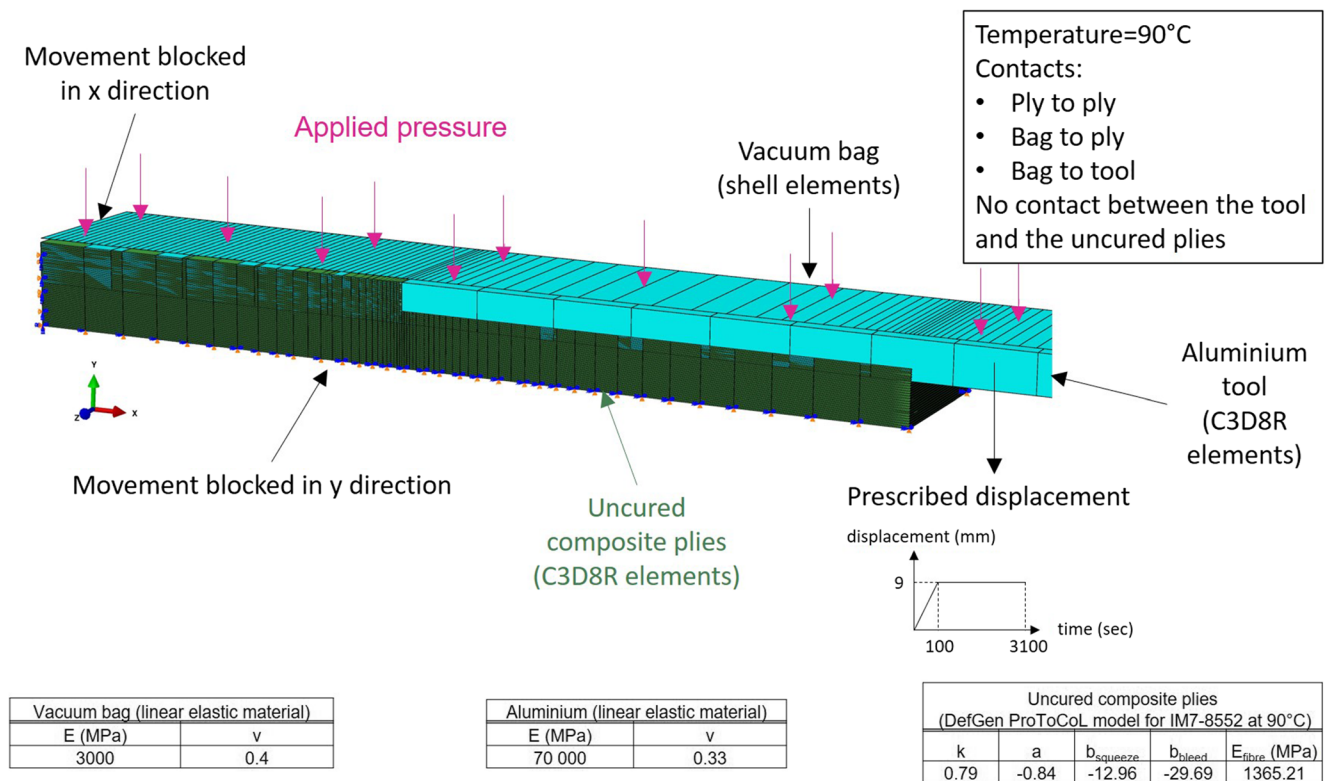 Movement blocked
in x direction
Applied pressure
Vacuum bag
(shell elements)
Temperature=90°C
Contacts:
• Ply to ply
• Bag to ply
• Bag to tool
No contact between the tool
and the uncured plies
Y
X
Z
Aluminium
tool
(C3D8R
elements)
Movement blocked in y direction
Uncured
composite plies
(C3D8R elements)
Prescribed displacement
displacement (mm)
9
time (sec)
100 3100
Vacuum bag (linear elastic material)
E (MPa) v
3000 0.4
Aluminium (linear elastic material)
E (MPa) v
70 000 0.33
Uncured composite plies
(DefGen ProToCoL model for IM7-8552 at 90°C)
k a bsqueeze bbleed Efibre (MPa)
0.79 -0.84 -12.96 -29.69 1365.21